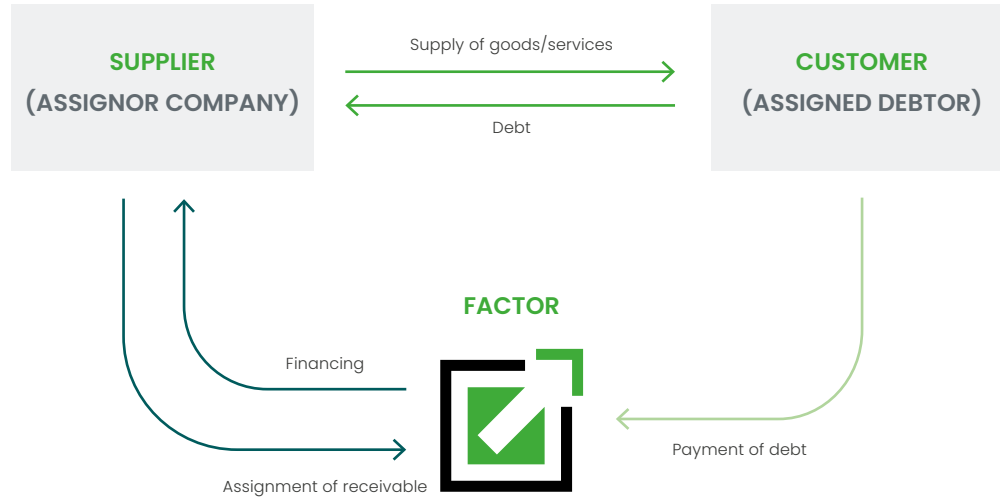 SUPPLIER
(ASSIGNOR COMPANY)
Supply of goods/services
Debt
CUSTOMER
(ASSIGNED DEBTOR)
FACTOR
Financing
Assignment of receivable
Payment of debt